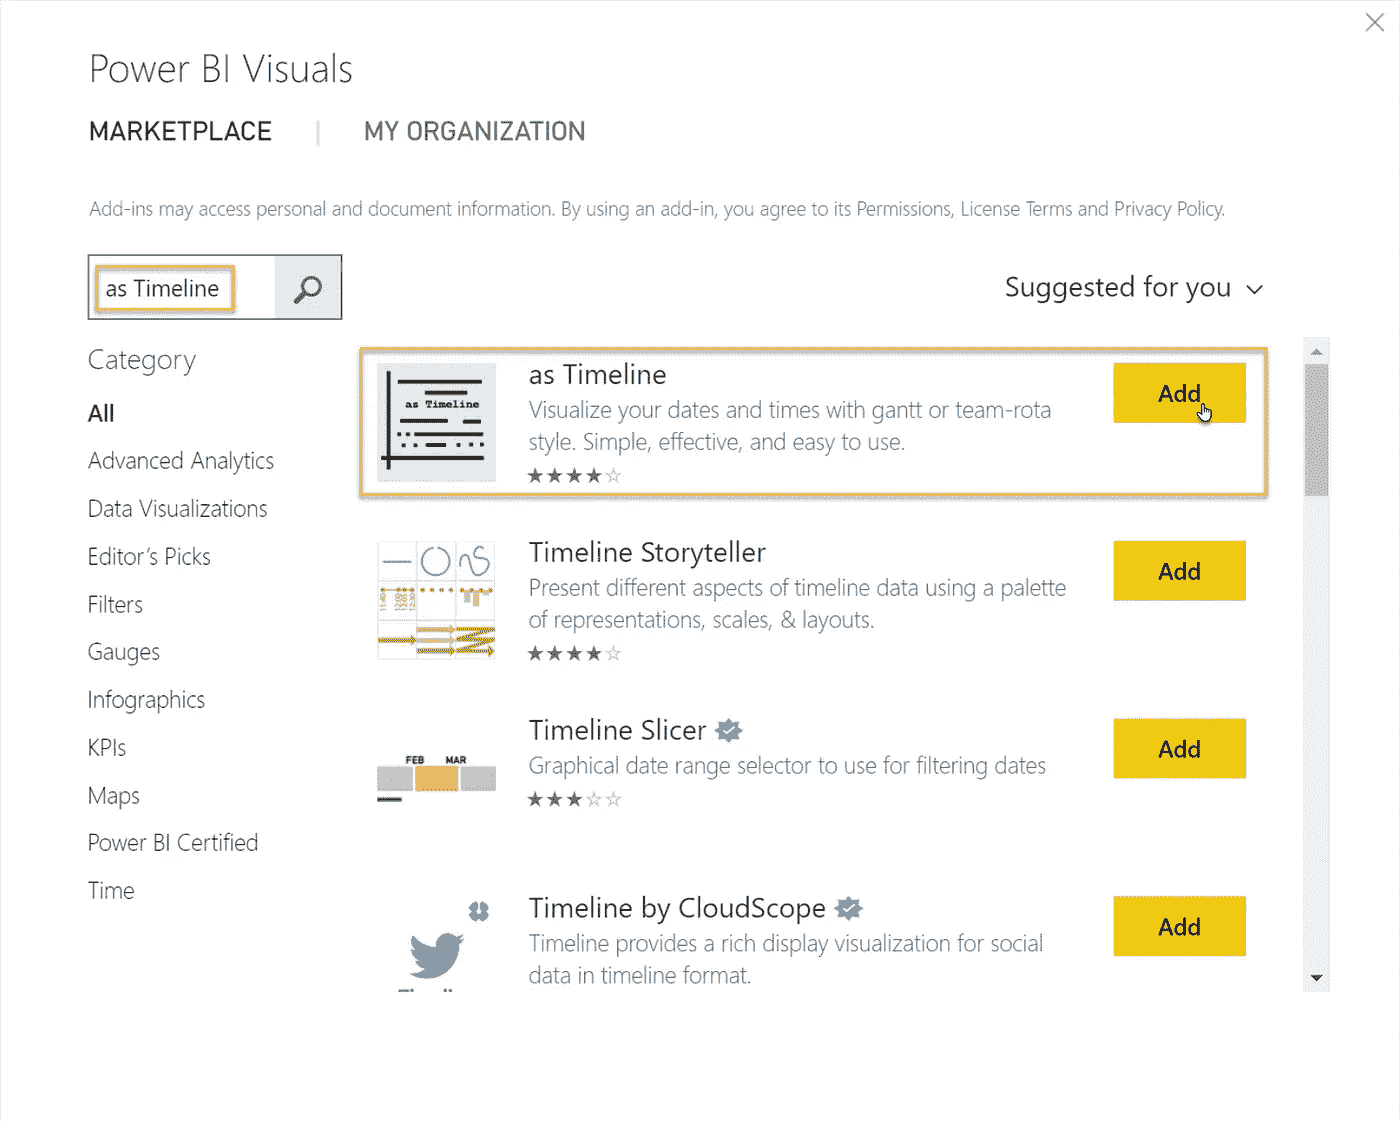 Power BI Visuals
MARKETPLACE | MY ORGANIZATION
Add-ins may access personal and document information. By using an add-in, you agree to its Permissions, License Terms and Privacy Policy.
as Timeline
Suggested for you
Category
All
Advanced Analytics
Data Visualizations
Editor's Picks
Filters
Gauges
Infographics
KPIs
Maps
Power BI Certified
Time
as Timeline
as Timeline
Visualize your dates and times with gantt or team-rota
style. Simple, effective, and easy to use.
Add
Timeline Storyteller
Present different aspects of timeline data using a palette
of representations, scales, & layouts.
Add
FEB MAR
Timeline Slicer
Graphical date range selector to use for filtering dates
Add
Timeline by CloudScope
Timeline provides a rich display visualization for social
data in timeline format.
Add